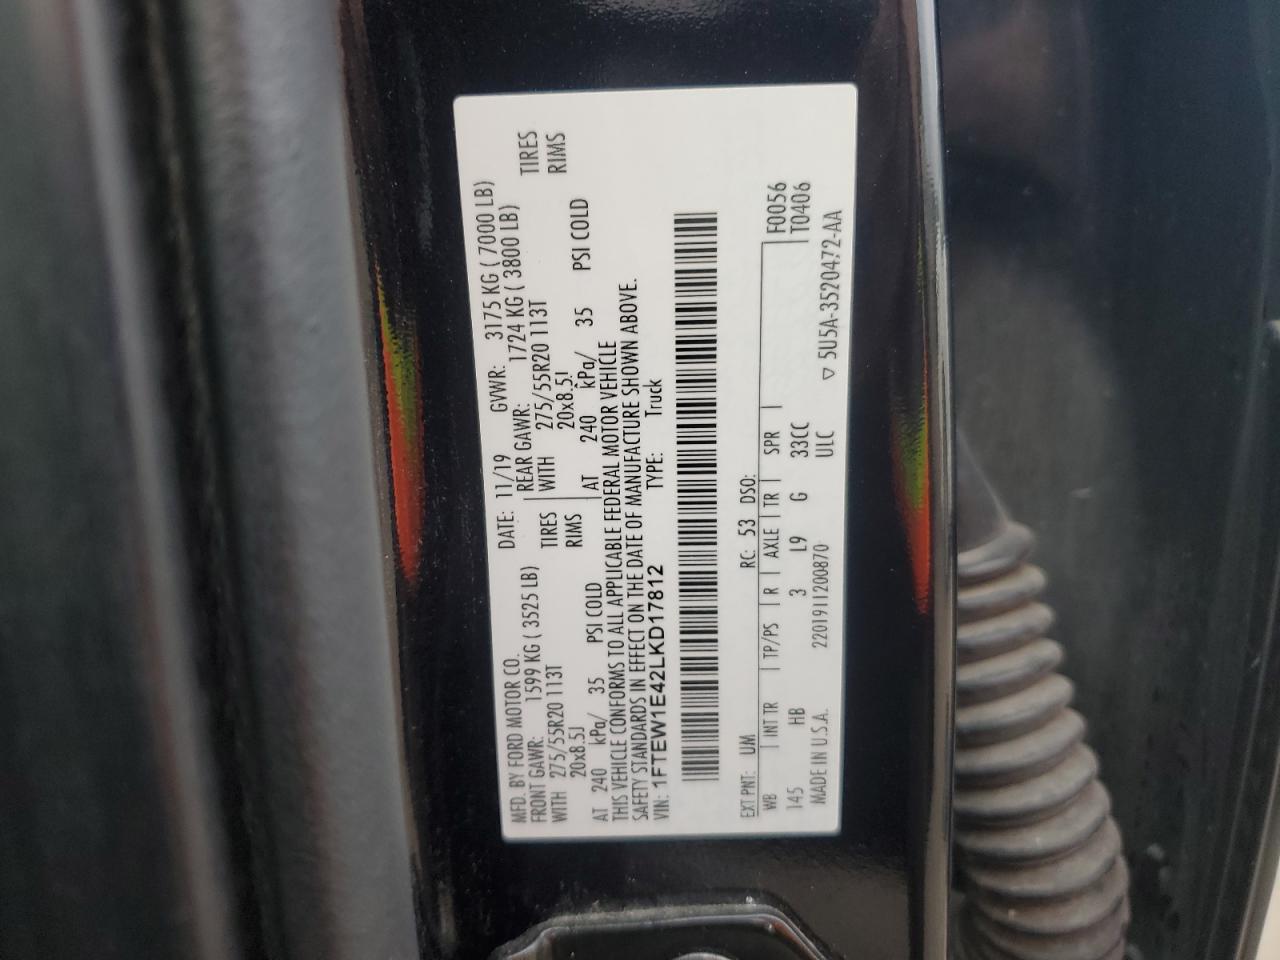 MFD. BY FORD MOTOR CO. DATE: 11/19 GVWR: 3175 KG ( 7000 LB)
FRONT GAWR: 1599 KG ( 3525 LB) REAR GAWR: 1724 KG ( 3800 LB)
WITH 275/55R20 113T TIRES WITH 275/55R20 113T TIRES
20x8.5J RIMS 20x8.5J RIMS
AT 240 kPa/ 35 PSI COLD AT 240 kPa/ 35 PSI COLD
THIS VEHICLE CONFORMS TO ALL APPLICABLE FEDERAL MOTOR VEHICLE
SAFETY STANDARDS IN EFFECT ON THE DATE OF MANUFACTURE SHOWN ABOVE.
VIN: 1FTEW1E42LKD17812 TYPE: Truck
EXT PNT: UM RC: 53 DSO: F0056
WB INT TR TP/PS R AXLE TR SPR T0406
145 HB 3 L9 G 33CC
MADE IN U.S.A. 2201911200870 ULC ▽ 5U5A-3520472-AA